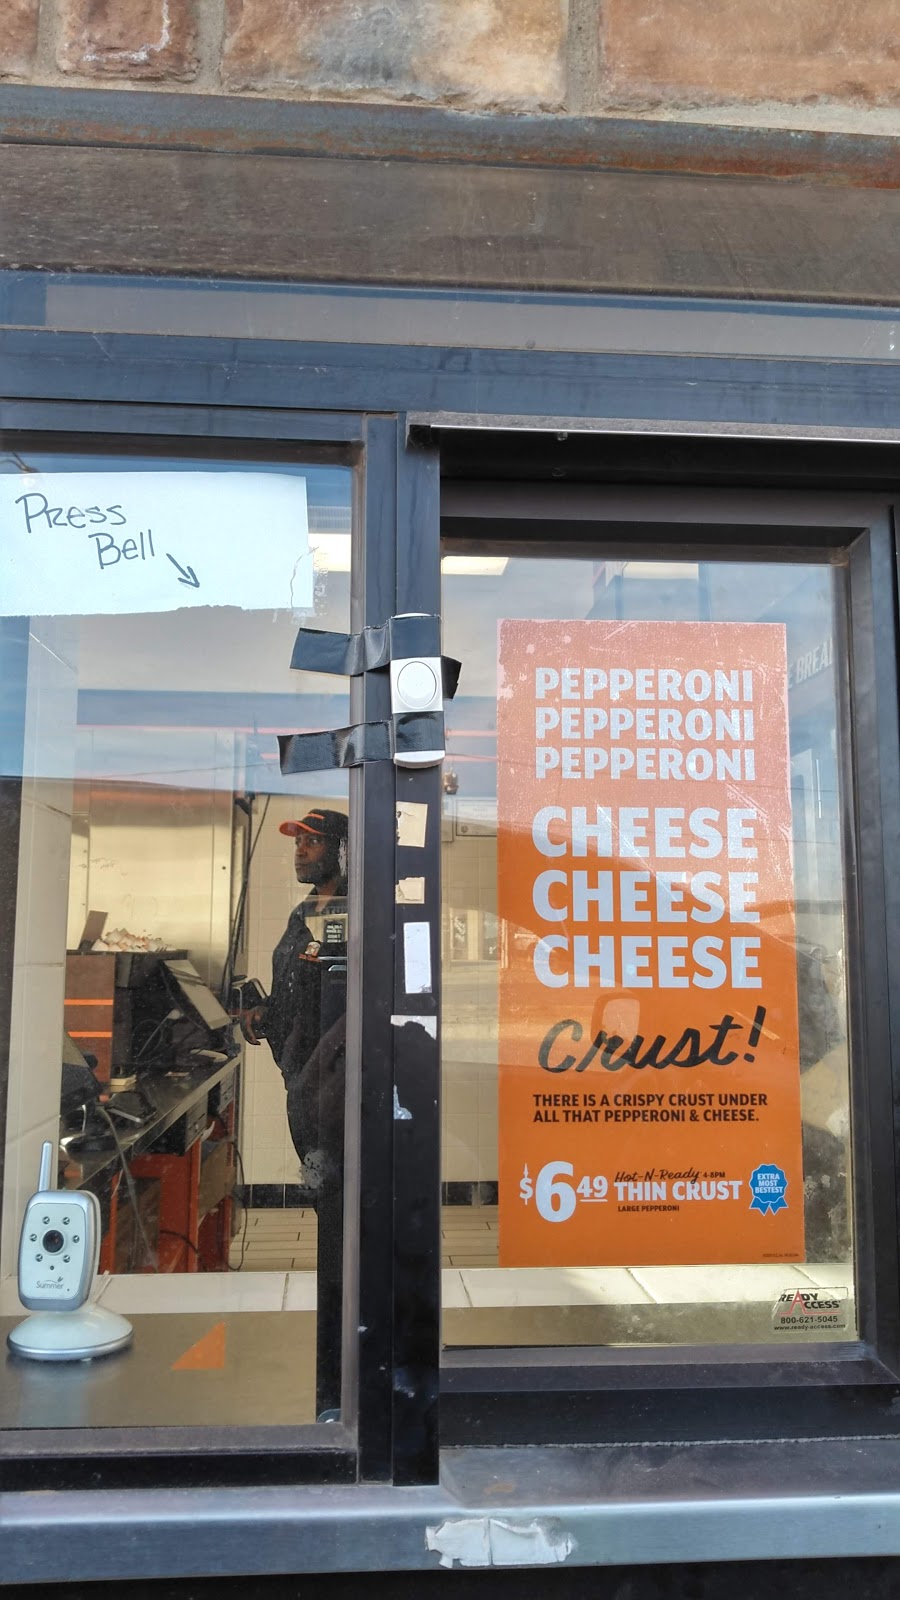 Press
Bell
PEPPERONI
PEPPERONI
PEPPERONI
CHEESE
CHEESE
CHEESE
Crust!
THERE IS A CRISPY CRUST UNDER
ALL THAT PEPPERONI & CHEESE.
$6 49 Hot-N-Ready 4-8PM
THIN CRUST
LARGE PEPPERONI
EXTRA
MOST
BESTEST
Summer
READY
ACCESS
800-621-5045
www.ready-access.com